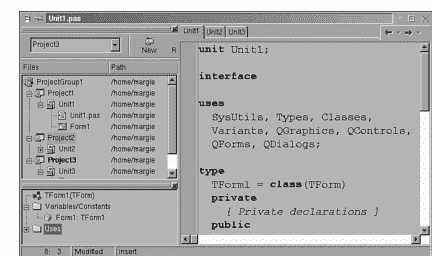 Unit1.pas
Project3
New
R
Files Path
ProjectGroup1 /home/margie
Project1 /home/margie
Unit1 /home/margie
Unit1.pas /home/margie
Form1 /home/margie
Project2 /home/margie
Unit2 /home/margie
Project3 /home/margie
Unit3 /home/margie
TForm1(TForm)
Variables/Constants
Form1: TForm1
Uses
Unit1 Unit2 Unit3
unit Unit1;
interface
uses
SysUtils, Types, Classes,
Variants, QGraphics, QControls,
QForms, QDialogs;
type
TForm1 = class(TForm)
private
{ Private declarations }
public
8: 3 Modified Insert